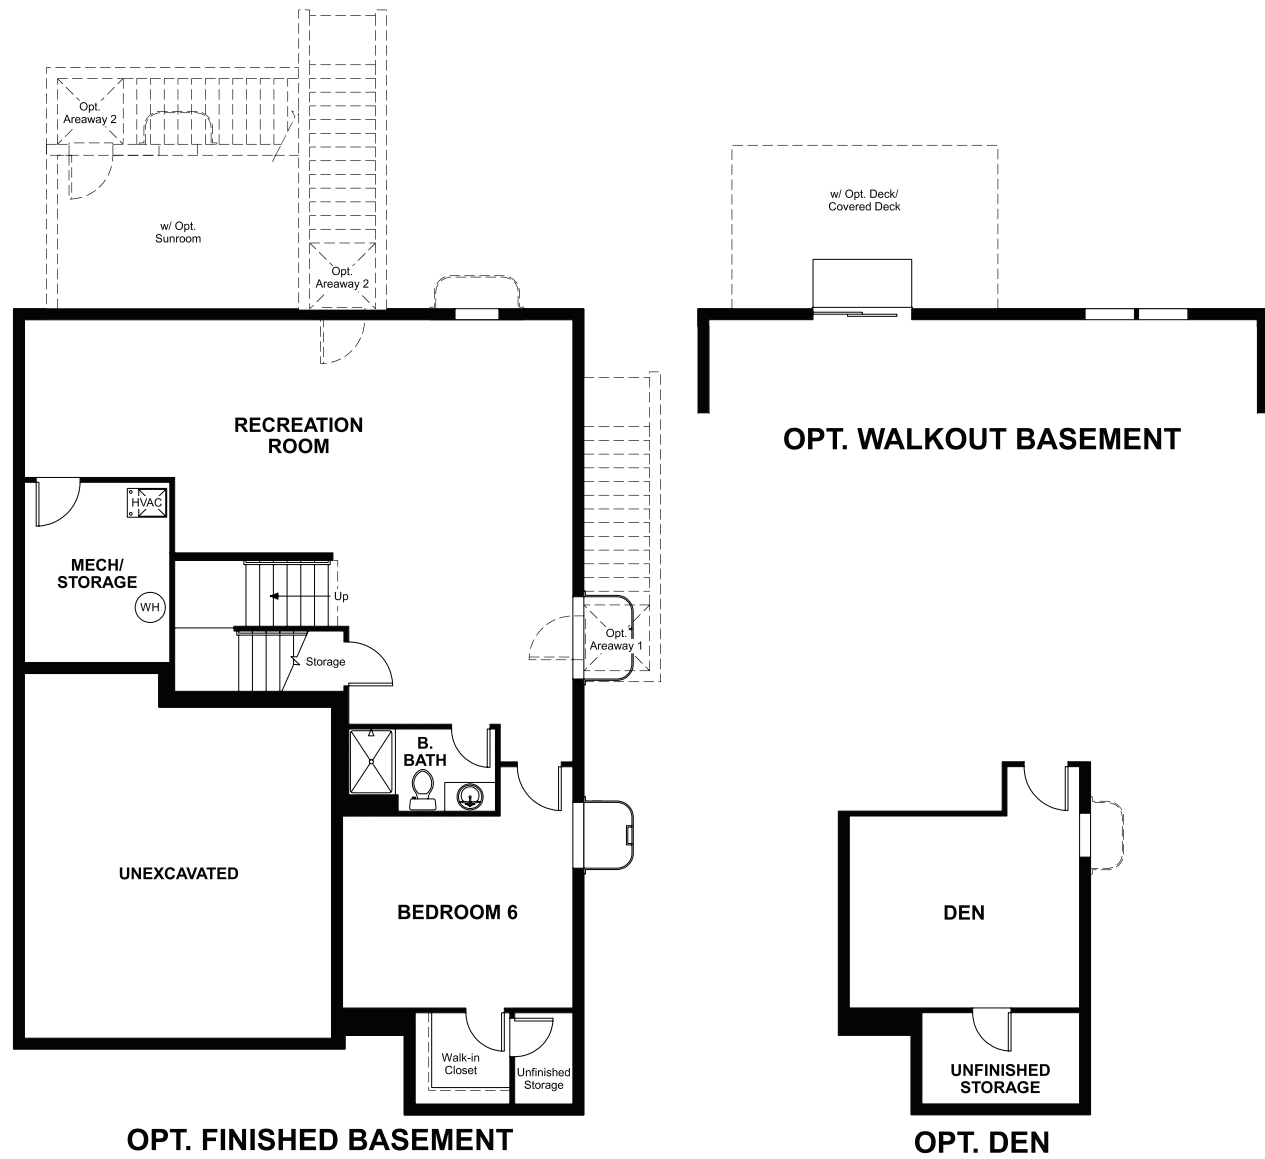 Opt.
Areaway 2
w/ Opt.
Sunroom
Opt.
Areaway 2
w/ Opt. Deck/
Covered Deck
RECREATION
ROOM
OPT. WALKOUT BASEMENT
HVAC
MECH/
STORAGE
WH
Up
Opt.
Areaway 1
Storage
B.
BATH
UNEXCAVATED
BEDROOM 6
DEN
Walk-in
Closet
Unfinished
Storage
UNFINISHED
STORAGE
OPT. FINISHED BASEMENT
OPT. DEN